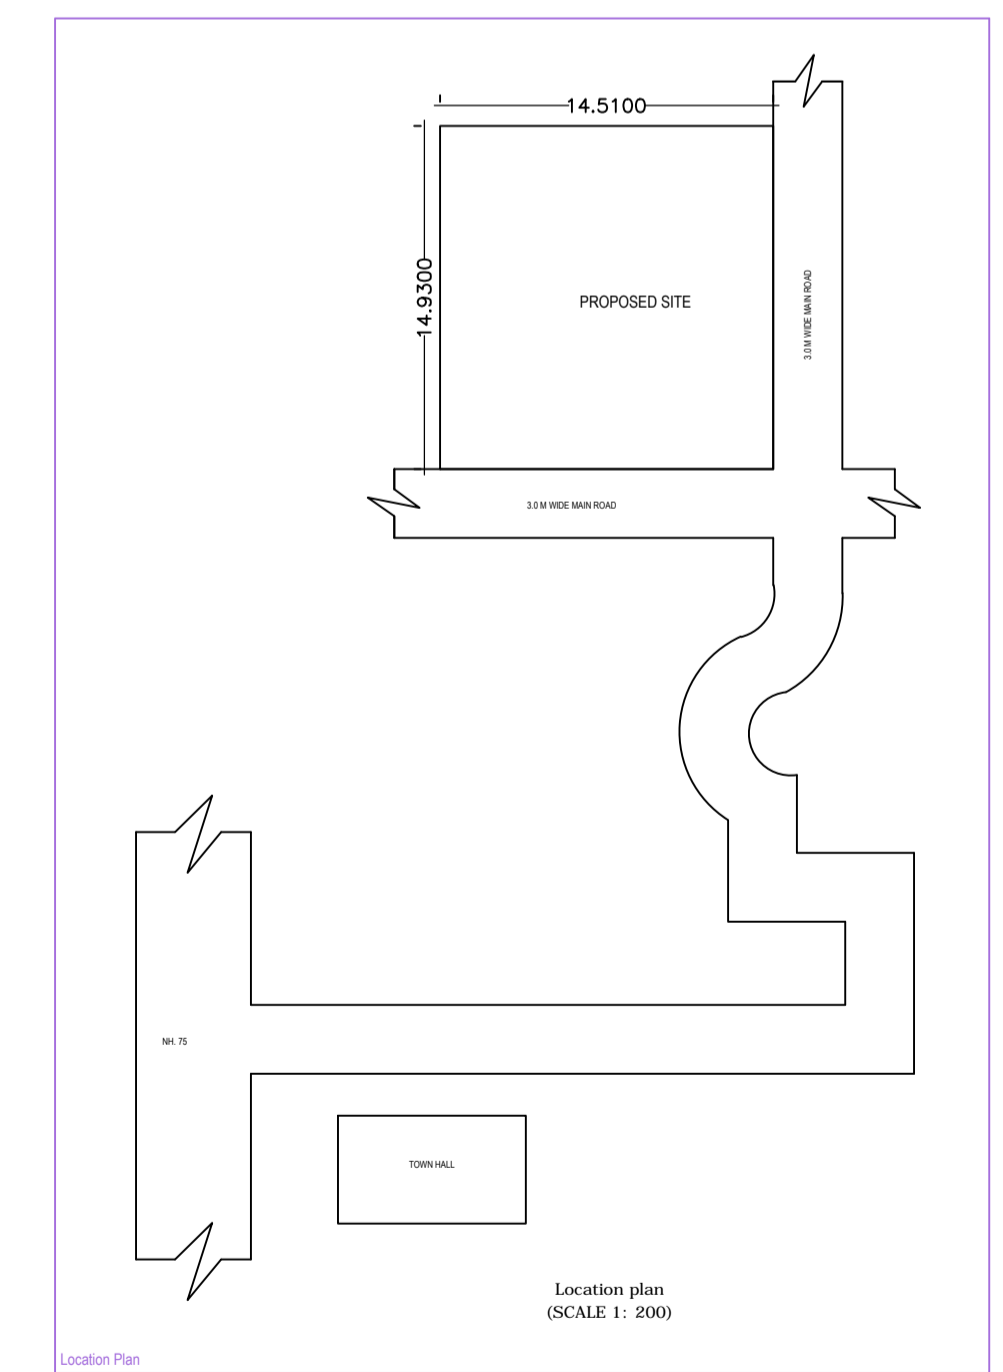 14.5100
14.9300
PROPOSED SITE
3.0 M WIDE MAIN ROAD
3.0 M WIDE MAIN ROAD
NH. 75
TOWN HALL
Location plan
(SCALE 1: 200)
Location Plan